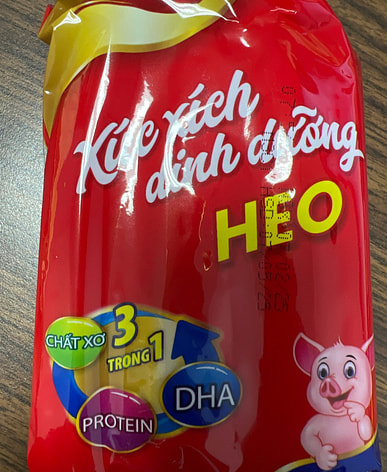 Xúc xích
dinh dưỡng
HEO
CHẤT XƠ
3
TRONG 1
DHA
PROTEIN